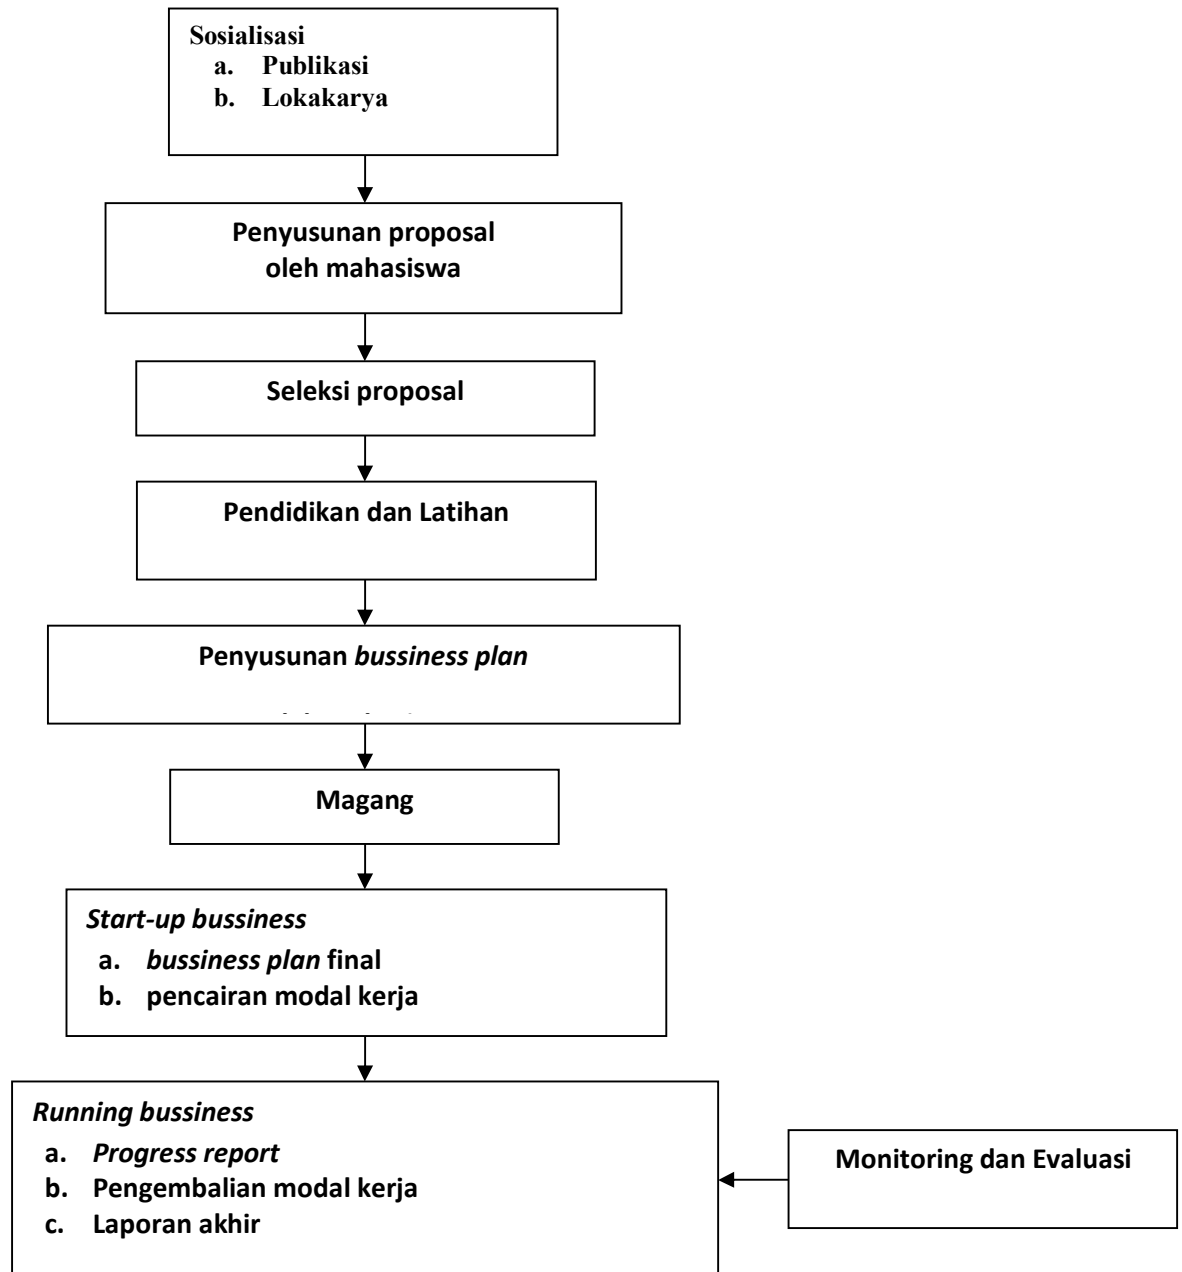 Sosialisasi
a. Publikasi
b. Lokakarya
Penyusunan proposal
oleh mahasiswa
Seleksi proposal
Pendidikan dan Latihan
Penyusunan bussiness plan
Magang
Start-up bussiness
a. bussiness plan final
b. pencairan modal kerja
Running bussiness
a. Progress report
b. Pengembalian modal kerja
c. Laporan akhir
Monitoring dan Evaluasi